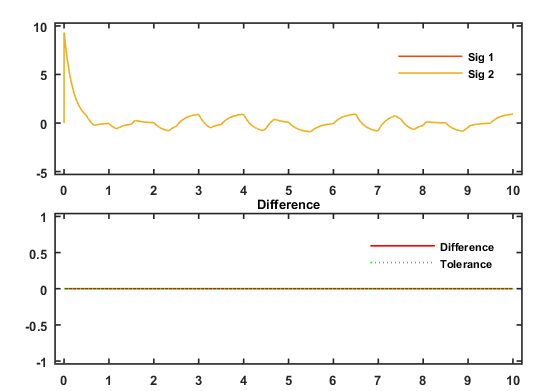 10
Sig 1
5
Sig 2
0
-5
0 1 2 3 4 5 6 7 8 9 10
Difference
1
0.5
Difference
Tolerance
0
-0.5
-1
0 1 2 3 4 5 6 7 8 9 10